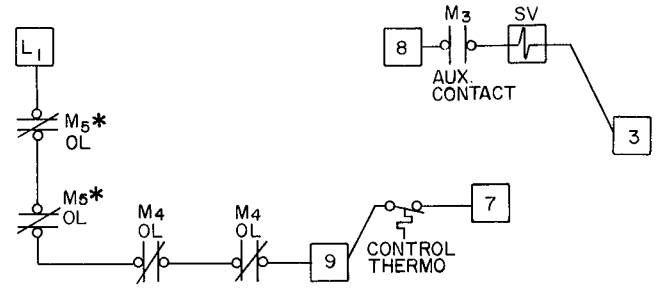 L1
M5*
OL
M5*
OL
M4
OL
M4
OL
9
CONTROL
THERMO
7
8
M3
AUX.
CONTACT
SV
3